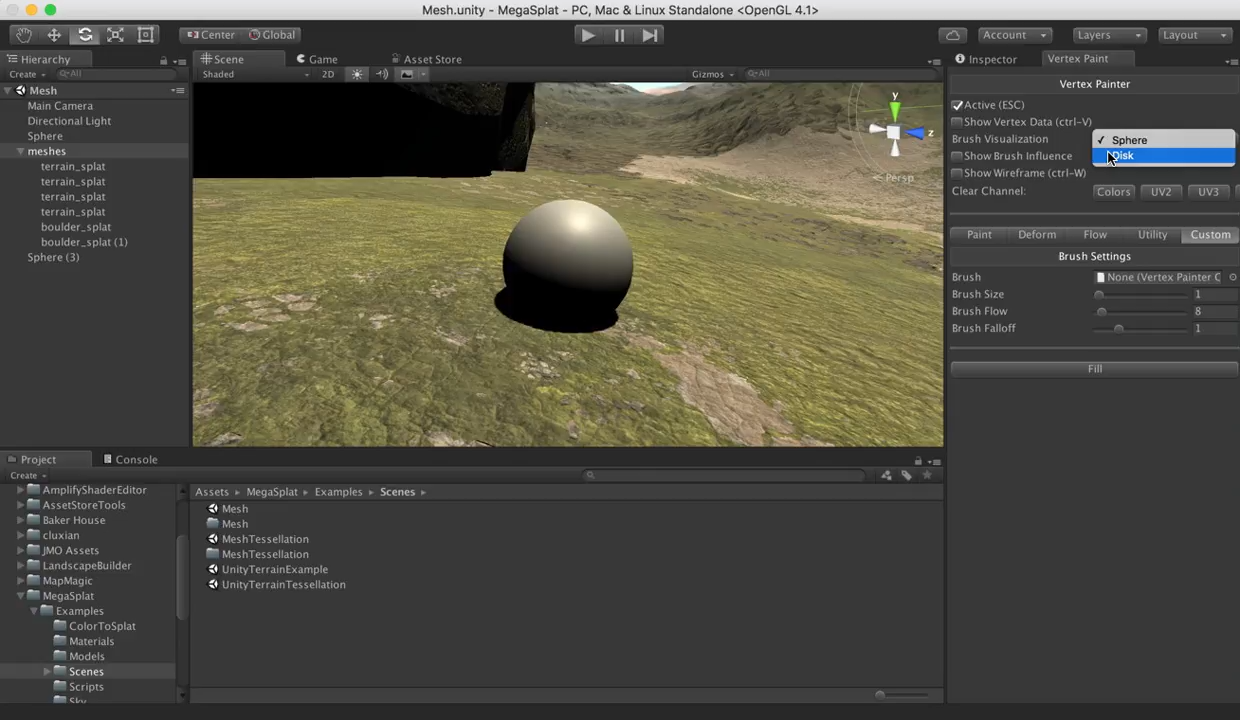 Mesh.unity - MegaSplat - PC, Mac & Linux Standalone <OpenGL 4.1>
Center Global Account Layers Layout
Hierarchy
Create All
Mesh
Main Camera
Directional Light
Sphere
meshes
terrain_splat
terrain_splat
terrain_splat
terrain_splat
boulder_splat
boulder_splat (1)
Sphere (3)
Scene Game Asset Store
Shaded 2D Gizmos All
y
z
Persp
Inspector Vertex Paint
Vertex Painter
Active (ESC)
Show Vertex Data (ctrl-V)
Brush Visualization
Sphere
Disk
Show Brush Influence
Show Wireframe (ctrl-W)
Clear Channel: Colors UV2 UV3
Paint Deform Flow Utility Custom
Brush Settings
Brush None (Vertex Painter C
Brush Size 1
Brush Flow 8
Brush Falloff 1
Fill
Project Console
Create
AmplifyShaderEditor
AssetStoreTools
Baker House
cluxian
JMO Assets
LandscapeBuilder
MapMagic
MegaSplat
Examples
ColorToSplat
Materials
Models
Scenes
Scripts
Sky
Assets MegaSplat Examples Scenes
Mesh
Mesh
MeshTessellation
MeshTessellation
UnityTerrainExample
UnityTerrainTessellation